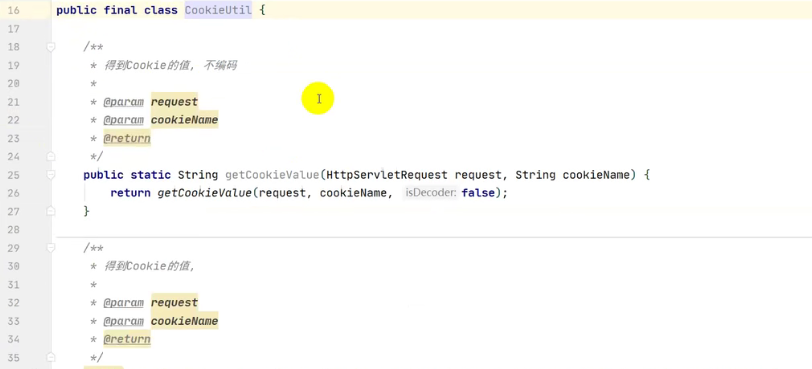 16 public final class CookieUtil {
17
18 /**
19 * 得到Cookie的值, 不编码
20 *
21 * @param request
22 * @param cookieName
23 * @return
24 */
25 public static String getCookieValue(HttpServletRequest request, String cookieName) {
26 return getCookieValue(request, cookieName, isDecoder: false);
27 }
28
29 /**
30 * 得到Cookie的值,
31 *
32 * @param request
33 * @param cookieName
34 * @return
35 */